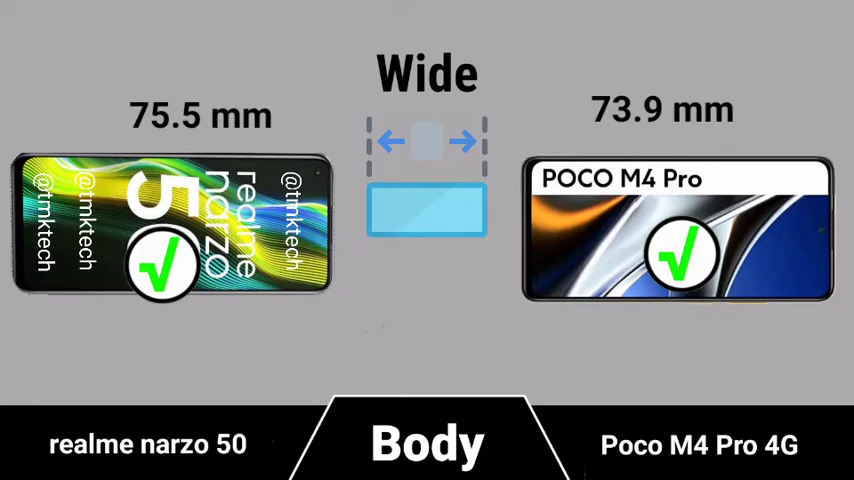 Wide
75.5 mm
73.9 mm
@tmktech
@tmktech
50
realme
narzo
@tmktech
POCO M4 Pro
realme narzo 50
Body
Poco M4 Pro 4G